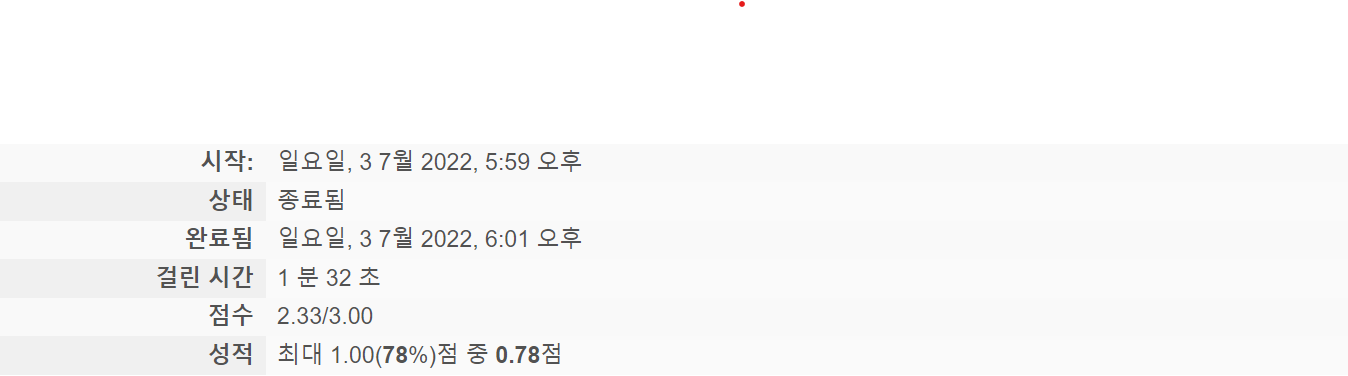 시작: 일요일, 3 7월 2022, 5:59 오후
상태 종료됨
완료됨 일요일, 3 7월 2022, 6:01 오후
걸린 시간 1 분 32 초
점수 2.33/3.00
성적 최대 1.00(78%)점 중 0.78점